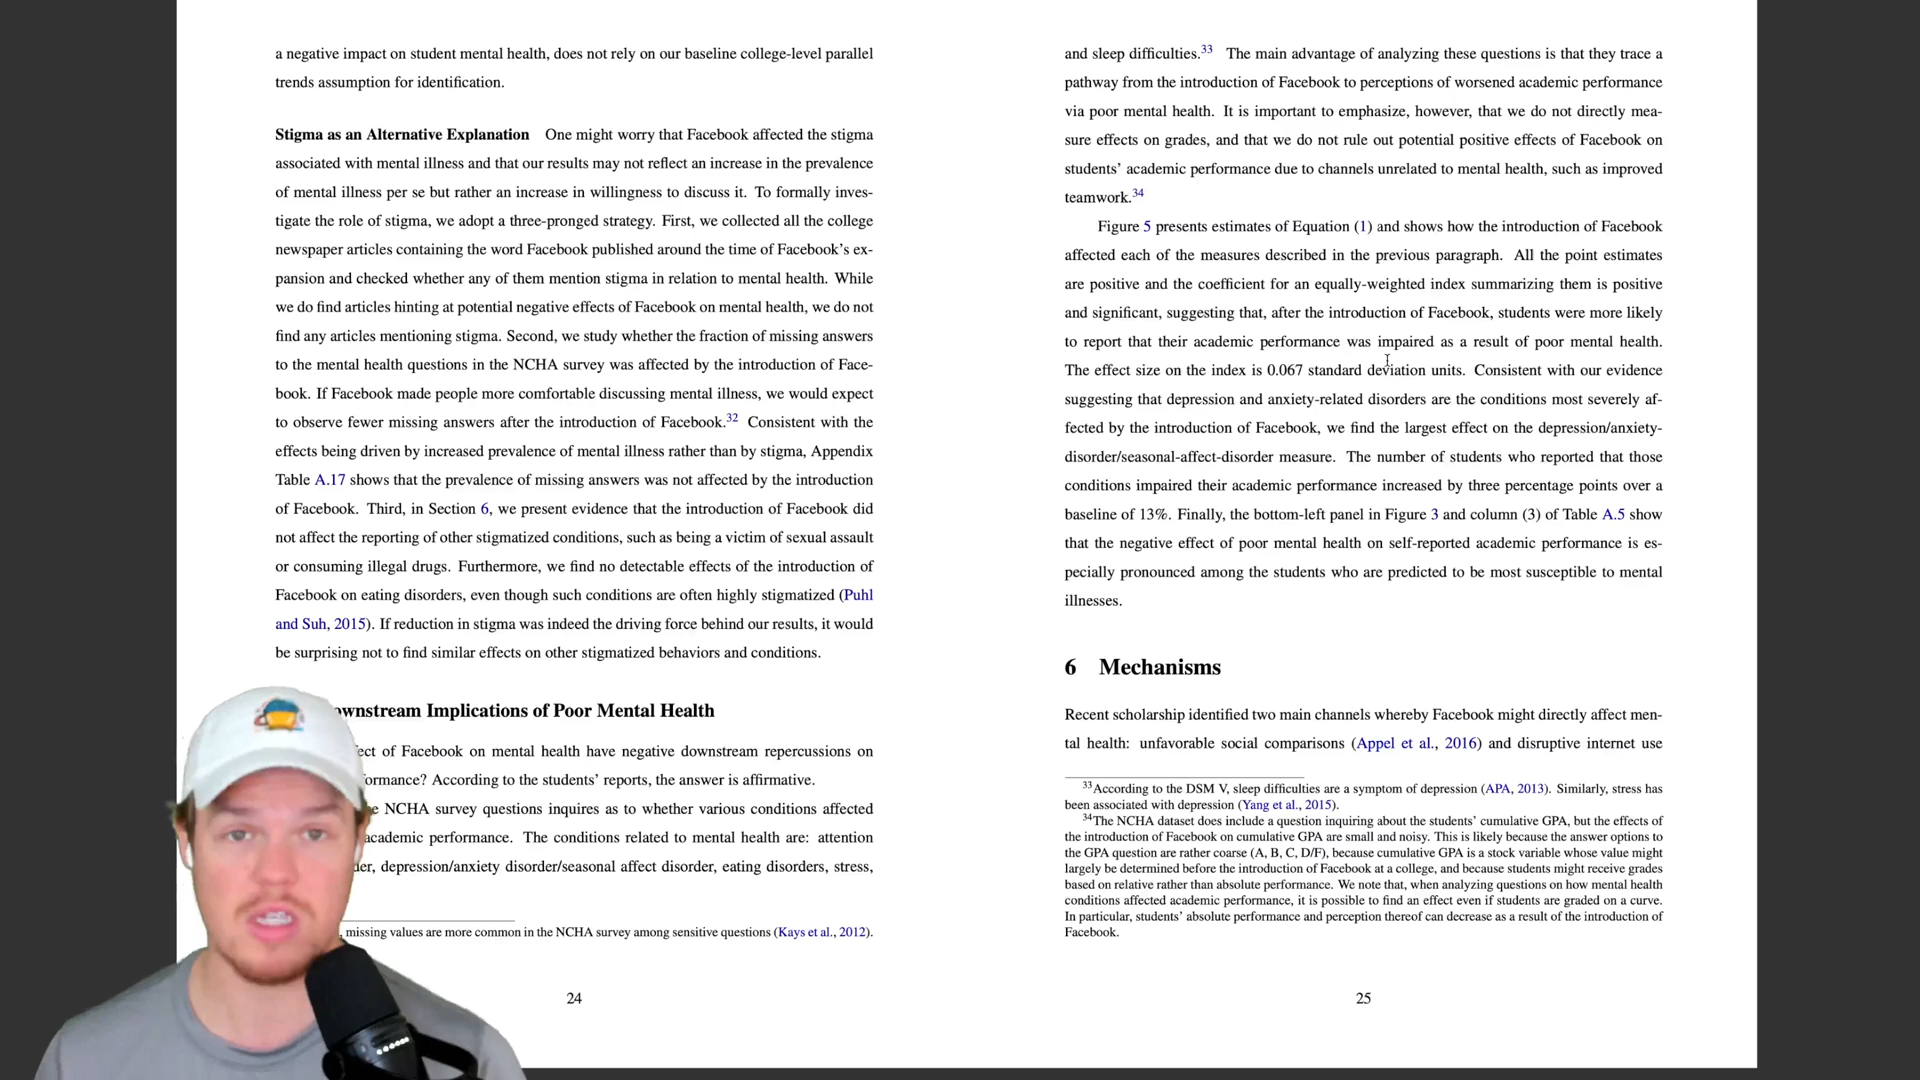 a negative impact on student mental health, does not rely on our baseline college-level parallel
trends assumption for identification.
Stigma as an Alternative Explanation One might worry that Facebook affected the stigma
associated with mental illness and that our results may not reflect an increase in the prevalence
of mental illness per se but rather an increase in willingness to discuss it. To formally inves-
tigate the role of stigma, we adopt a three-pronged strategy. First, we collected all the college
newspaper articles containing the word Facebook published around the time of Facebook's ex-
pansion and checked whether any of them mention stigma in relation to mental health. While
we do find articles hinting at potential negative effects of Facebook on mental health, we do not
find any articles mentioning stigma. Second, we study whether the fraction of missing answers
to the mental health questions in the NCHA survey was affected by the introduction of Face-
book. If Facebook made people more comfortable discussing mental illness, we would expect
to observe fewer missing answers after the introduction of Facebook.32 Consistent with the
effects being driven by increased prevalence of mental illness rather than by stigma, Appendix
Table A.17 shows that the prevalence of missing answers was not affected by the introduction
of Facebook. Third, in Section 6, we present evidence that the introduction of Facebook did
not affect the reporting of other stigmatized conditions, such as being a victim of sexual assault
or consuming illegal drugs. Furthermore, we find no detectable effects of the introduction of
Facebook on eating disorders, even though such conditions are often highly stigmatized (Puhl
and Suh, 2015). If reduction in stigma was indeed the driving force behind our results, it would
be surprising not to find similar effects on other stigmatized behaviors and conditions.
Implications of Poor Mental Health
of Facebook on mental health have negative downstream repercussions on
According to the students' reports, the answer is affirmative.
NCHA survey questions inquires as to whether various conditions affected
academic performance. The conditions related to mental health are: attention
depression/anxiety disorder/seasonal affect disorder, eating disorders, stress,
missing values are more common in the NCHA survey among sensitive questions (Kays et al., 2012).
24
and sleep difficulties.33 The main advantage of analyzing these questions is that they trace a
pathway from the introduction of Facebook to perceptions of worsened academic performance
via poor mental health. It is important to emphasize, however, that we do not directly mea-
sure effects on grades, and that we do not rule out potential positive effects of Facebook on
students' academic performance due to channels unrelated to mental health, such as improved
teamwork.34
Figure 5 presents estimates of Equation (1) and shows how the introduction of Facebook
affected each of the measures described in the previous paragraph. All the point estimates
are positive and the coefficient for an equally-weighted index summarizing them is positive
and significant, suggesting that, after the introduction of Facebook, students were more likely
to report that their academic performance was impaired as a result of poor mental health.
The effect size on the index is 0.067 standard deviation units. Consistent with our evidence
suggesting that depression and anxiety-related disorders are the conditions most severely af-
fected by the introduction of Facebook, we find the largest effect on the depression/anxiety-
disorder/seasonal-affect-disorder measure. The number of students who reported that those
conditions impaired their academic performance increased by three percentage points over a
baseline of 13%. Finally, the bottom-left panel in Figure 3 and column (3) of Table A.5 show
that the negative effect of poor mental health on self-reported academic performance is es-
pecially pronounced among the students who are predicted to be most susceptible to mental
illnesses.
6 Mechanisms
Recent scholarship identified two main channels whereby Facebook might directly affect men-
tal health: unfavorable social comparisons (Appel et al., 2016) and disruptive internet use
33According to the DSM V, sleep difficulties are a symptom of depression (APA, 2013). Similarly, stress has
been associated with depression (Yang et al., 2015).
34The NCHA dataset does include a question inquiring about the students' cumulative GPA, but the effects of
the introduction of Facebook on cumulative GPA are small and noisy. This is likely because the answer options to
the GPA question are rather coarse (A, B, C, D/F), because cumulative GPA is a stock variable whose value might
largely be determined before the introduction of Facebook at a college, and because students might receive grades
based on relative rather than absolute performance. We note that, when analyzing questions on how mental health
conditions affected academic performance, it is possible to find an effect even if students are graded on a curve.
In particular, students' absolute performance and perception thereof can decrease as a result of the introduction of
Facebook.
25